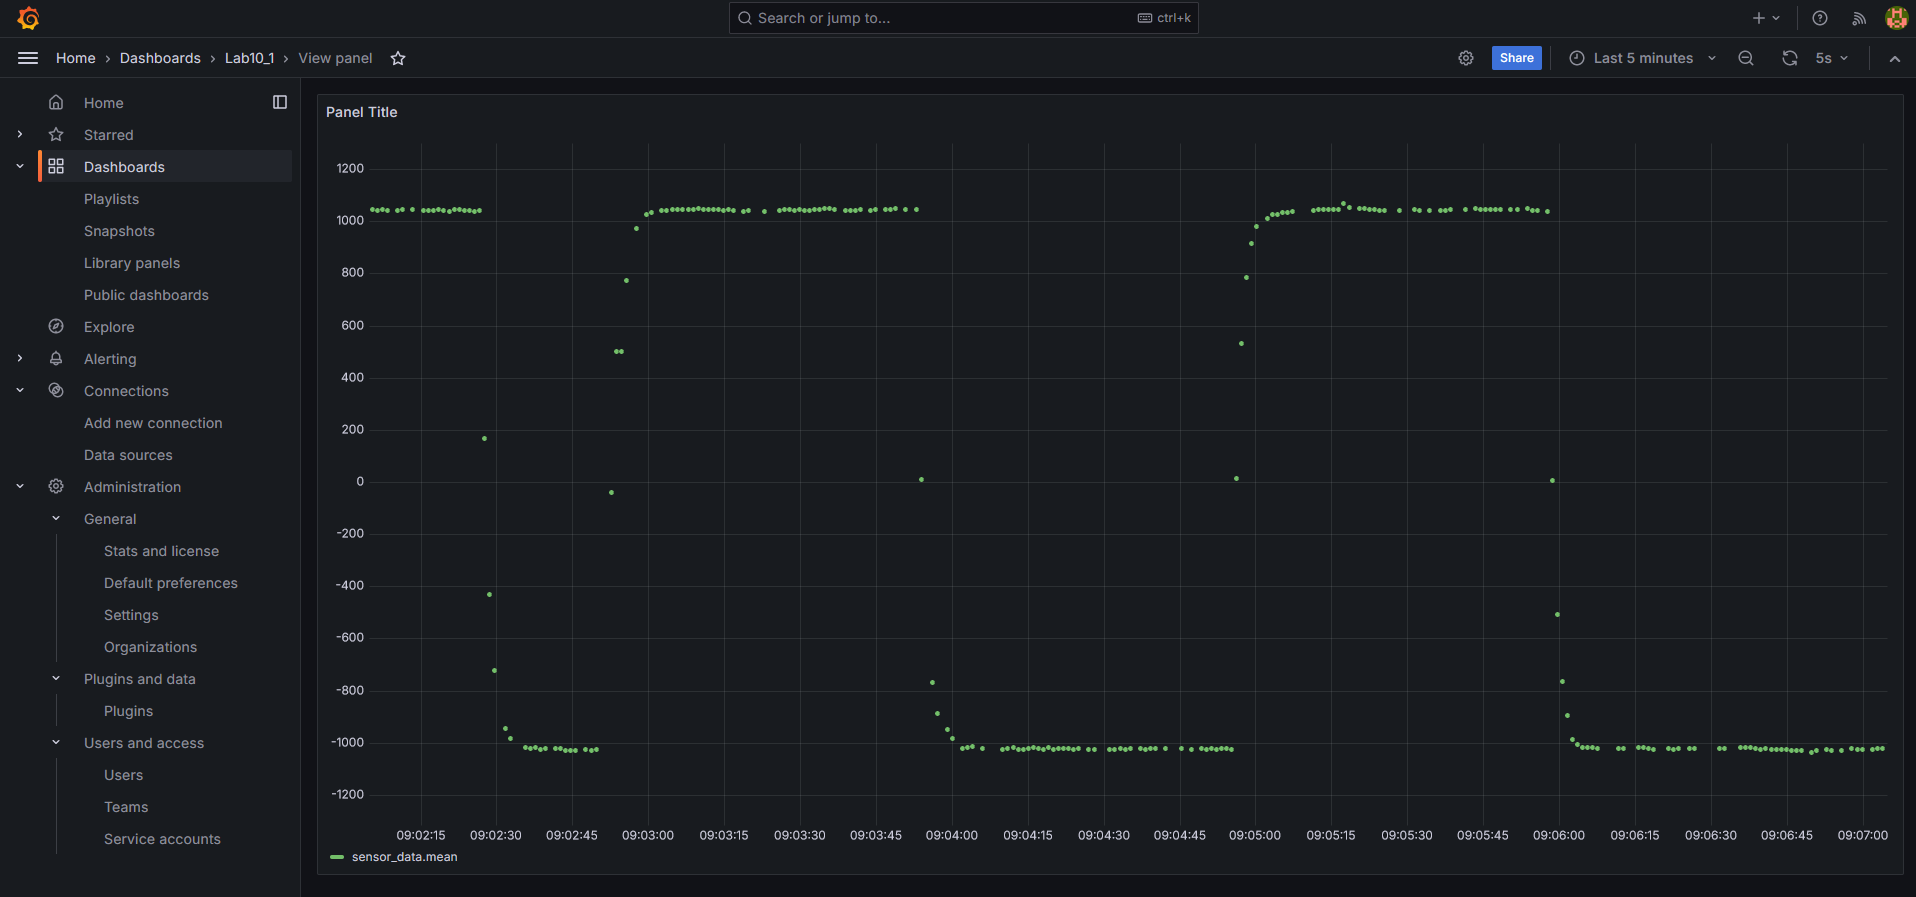 Search or jump to...
ctrl+k
Home › Dashboards › Lab10_1 › View panel
Share
Last 5 minutes
5s
Home
Starred
Dashboards
Playlists
Snapshots
Library panels
Public dashboards
Explore
Alerting
Connections
Add new connection
Data sources
Administration
General
Stats and license
Default preferences
Settings
Organizations
Plugins and data
Plugins
Users and access
Users
Teams
Service accounts
Panel Title
1200
1000
800
600
400
200
0
-200
-400
-600
-800
-1000
-1200
09:02:15 09:02:30 09:02:45 09:03:00 09:03:15 09:03:30 09:03:45 09:04:00 09:04:15 09:04:30 09:04:45 09:05:00 09:05:15 09:05:30 09:05:45 09:06:00 09:06:15 09:06:30 09:06:45 09:07:00
sensor_data.mean